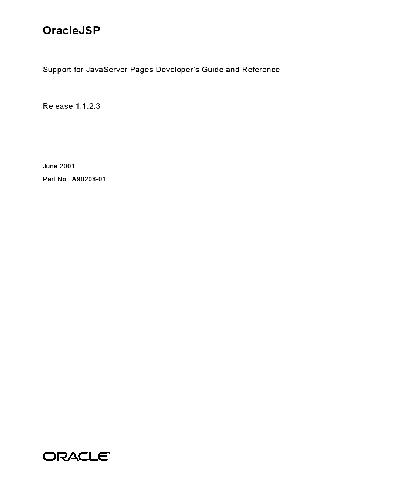 OracleJSP
Support for JavaServer Pages Developer's Guide and Reference
Release 1.1.2.3
June 2001
Part No. A90208-01
ORACLE